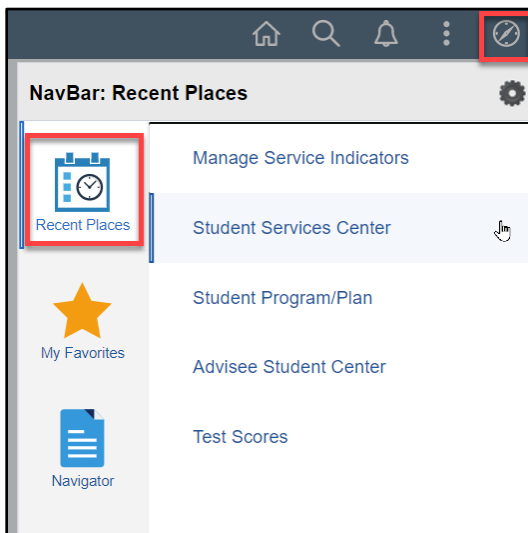 NavBar: Recent Places
Recent Places
My Favorites
Navigator
Manage Service Indicators
Student Services Center
Student Program/Plan
Advisee Student Center
Test Scores